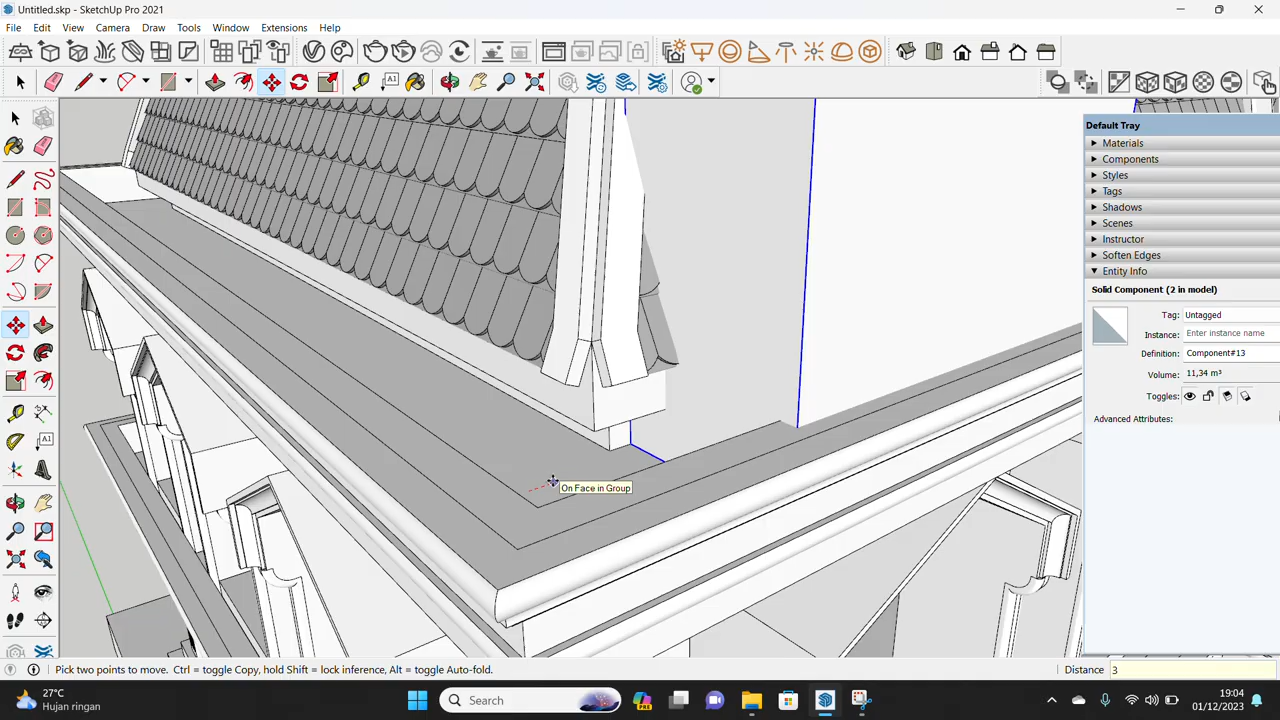 Untitled.skp - SketchUp Pro 2021
File Edit View Camera Draw Tools Window Extensions Help
Default Tray
Materials
Components
Styles
Tags
Shadows
Scenes
Instructor
Soften Edges
Entity Info
Solid Component (2 in model)
Tag: Untagged
Instance: Enter instance name
Definition: Component#13
Volume: 11,34 m³
Toggles:
Advanced Attributes:
On Face in Group
Pick two points to move. Ctrl = toggle Copy, hold Shift = lock inference, Alt = toggle Auto-fold.
Distance 3
27°C
Hujan ringan
Search
PRE
19:04
01/12/2023